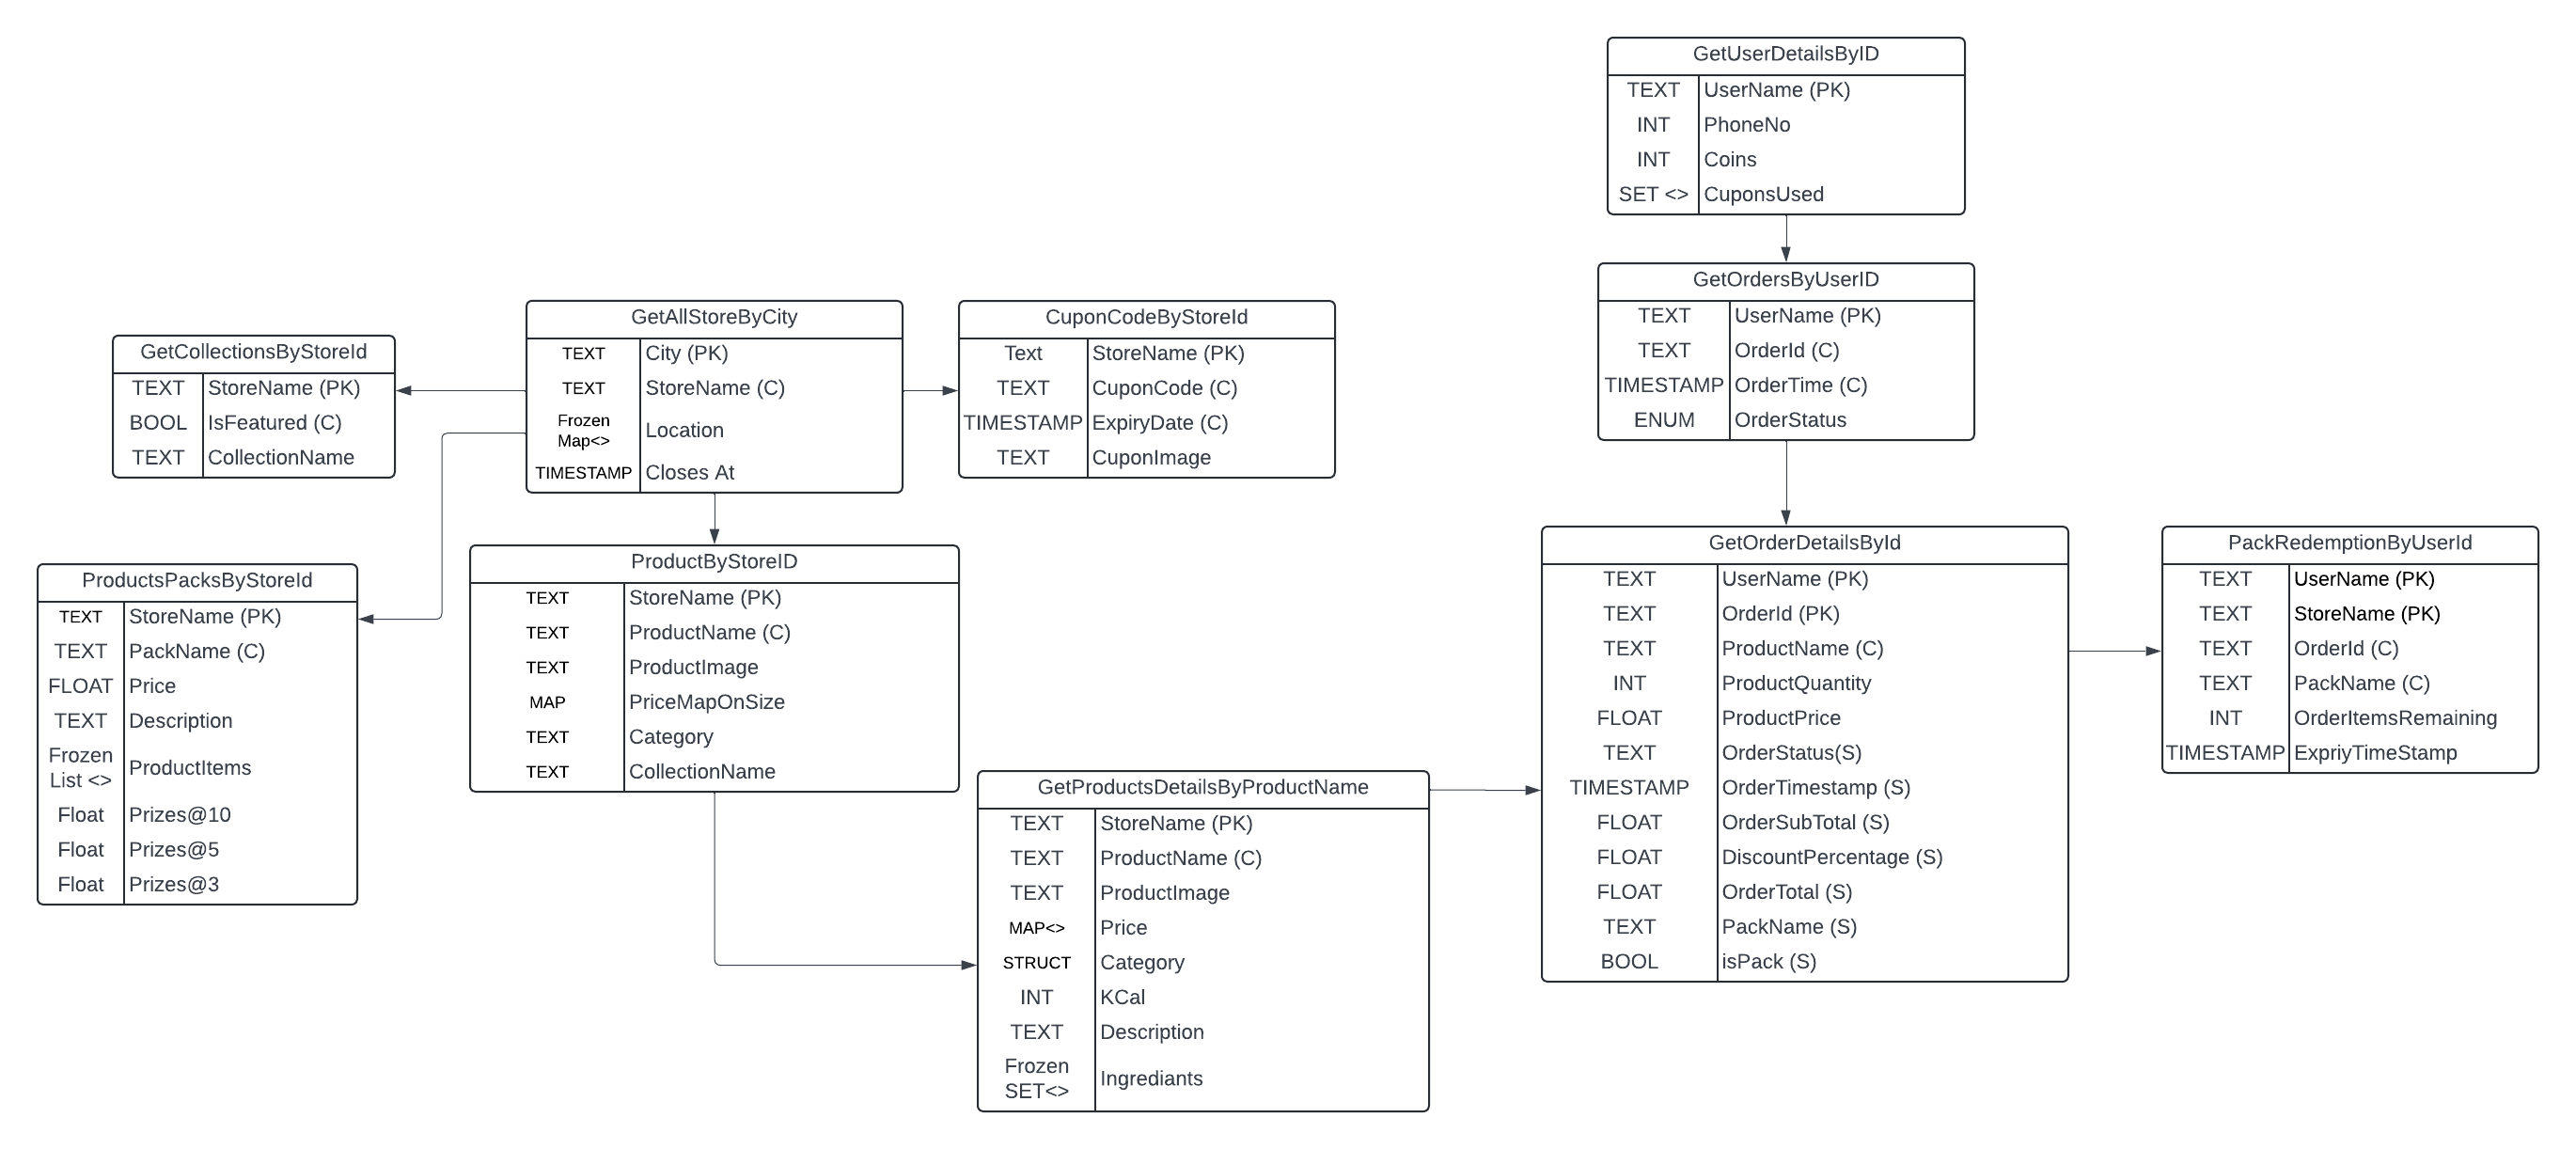 GetUserDetailsByID
TEXT UserName (PK)
INT PhoneNo
INT Coins
SET <> CuponsUsed
GetOrdersByUserID
TEXT UserName (PK)
TEXT OrderId (C)
TIMESTAMP OrderTime (C)
ENUM OrderStatus
GetAllStoreByCity
TEXT City (PK)
TEXT StoreName (C)
Frozen
Map<> Location
TIMESTAMP Closes At
CuponCodeByStoreId
Text StoreName (PK)
TEXT CuponCode (C)
TIMESTAMP ExpiryDate (C)
TEXT CuponImage
GetCollectionsByStoreId
TEXT StoreName (PK)
BOOL IsFeatured (C)
TEXT CollectionName
ProductsPacksByStoreId
TEXT StoreName (PK)
TEXT PackName (C)
FLOAT Price
TEXT Description
Frozen
List <> ProductItems
Float Prizes@10
Float Prizes@5
Float Prizes@3
ProductByStoreID
TEXT StoreName (PK)
TEXT ProductName (C)
TEXT ProductImage
MAP PriceMapOnSize
TEXT Category
TEXT CollectionName
GetProductsDetailsByProductName
TEXT StoreName (PK)
TEXT ProductName (C)
TEXT ProductImage
MAP<> Price
STRUCT Category
INT KCal
TEXT Description
Frozen
SET<> Ingrediants
GetOrderDetailsById
TEXT UserName (PK)
TEXT OrderId (PK)
TEXT ProductName (C)
INT ProductQuantity
FLOAT ProductPrice
TEXT OrderStatus(S)
TIMESTAMP OrderTimestamp (S)
FLOAT OrderSubTotal (S)
FLOAT DiscountPercentage (S)
FLOAT OrderTotal (S)
TEXT PackName (S)
BOOL isPack (S)
PackRedemptionByUserId
TEXT UserName (PK)
TEXT StoreName (PK)
TEXT OrderId (C)
TEXT PackName (C)
INT OrderItemsRemaining
TIMESTAMP ExpriyTimeStamp